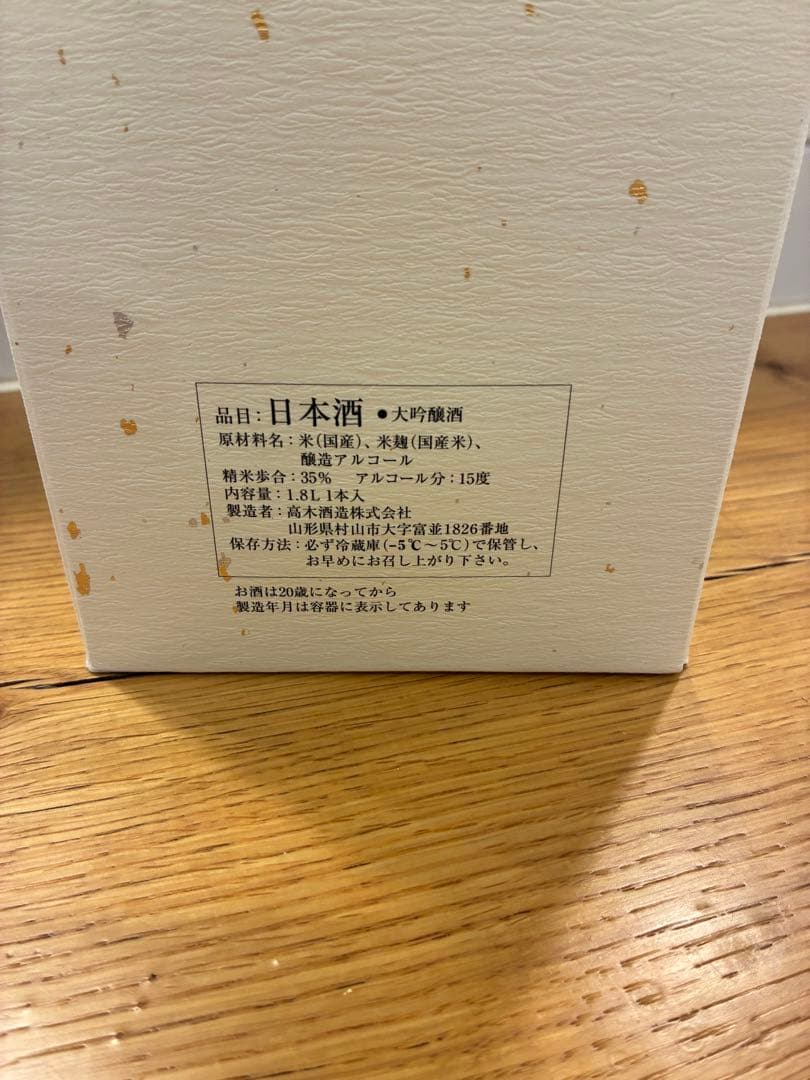 品目：日本酒 ●大吟醸酒
原材料名：米（国産）、米麹（国産米）、
醸造アルコール
精米歩合：35％　アルコール分：15度
内容量：1.8L 1本入
製造者：高木酒造株式会社
山形県村山市大字富並1826番地
保存方法：必ず冷蔵庫（-5℃〜5℃）で保管し、
お早めにお召し上がり下さい。
お酒は20歳になってから
製造年月は容器に表示してあります